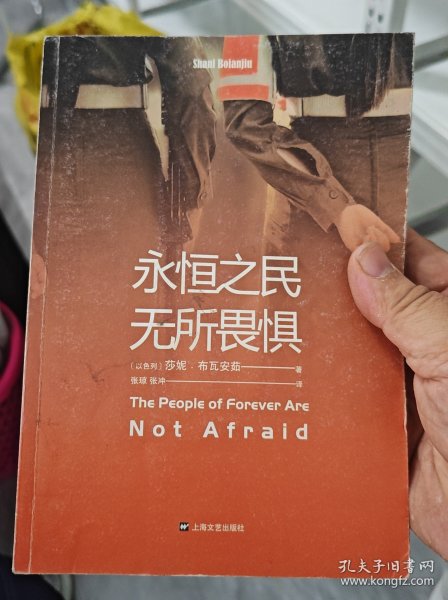 Shani Boianjiu
永恒之民
无所畏惧
〔以色列〕莎妮·布瓦安茹 著
张琼 张冲 译
The People of Forever Are
Not Afraid
上海文艺出版社
孔夫子旧书网
www.kongfz.com